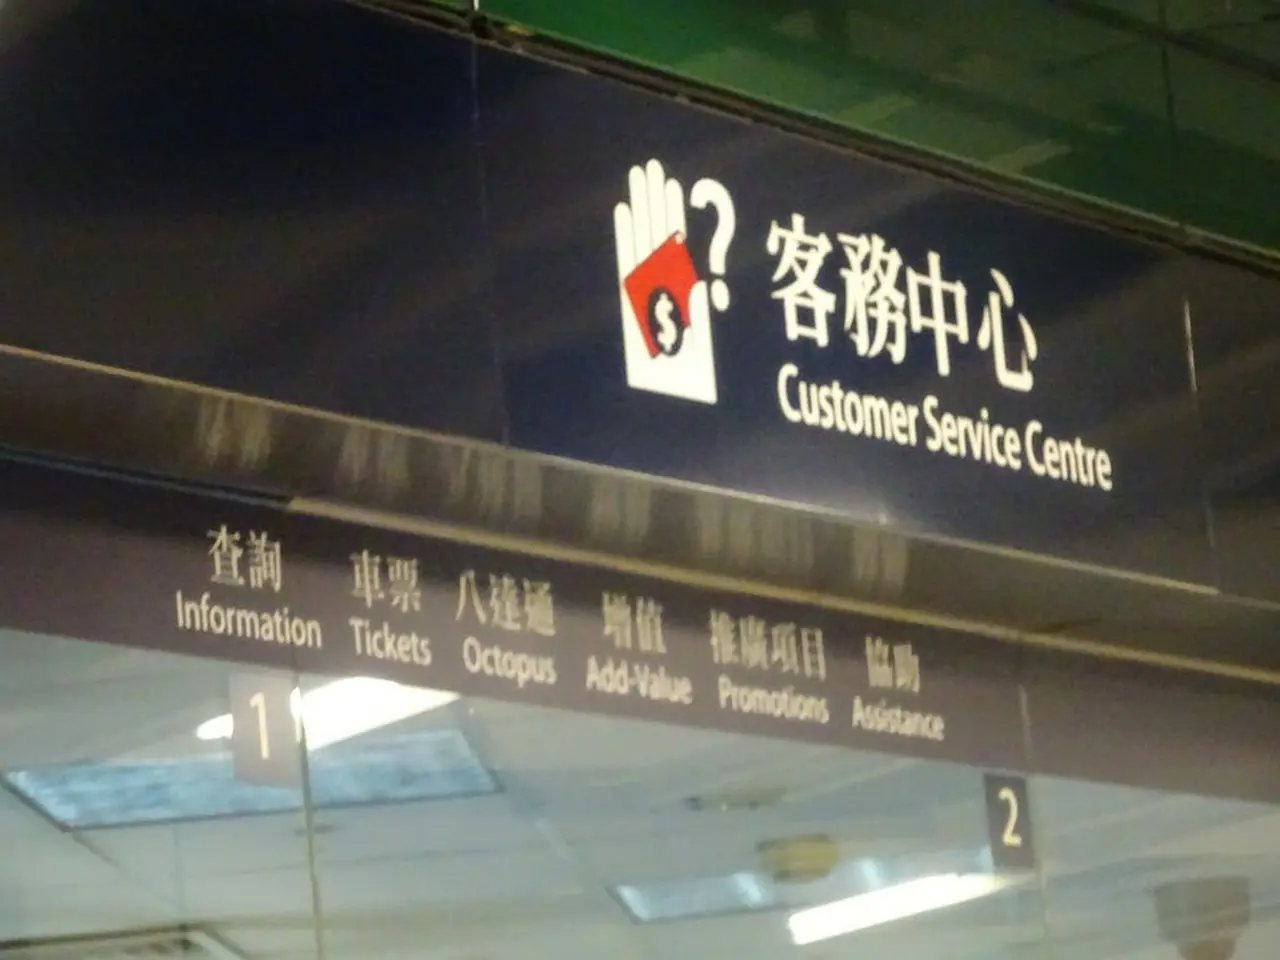 ?
$
客務中心
Customer Service Centre
查詢 車票 八達通 增值 推廣項目 協助
Information Tickets Octopus Add-Value Promotions Assistance
1
2